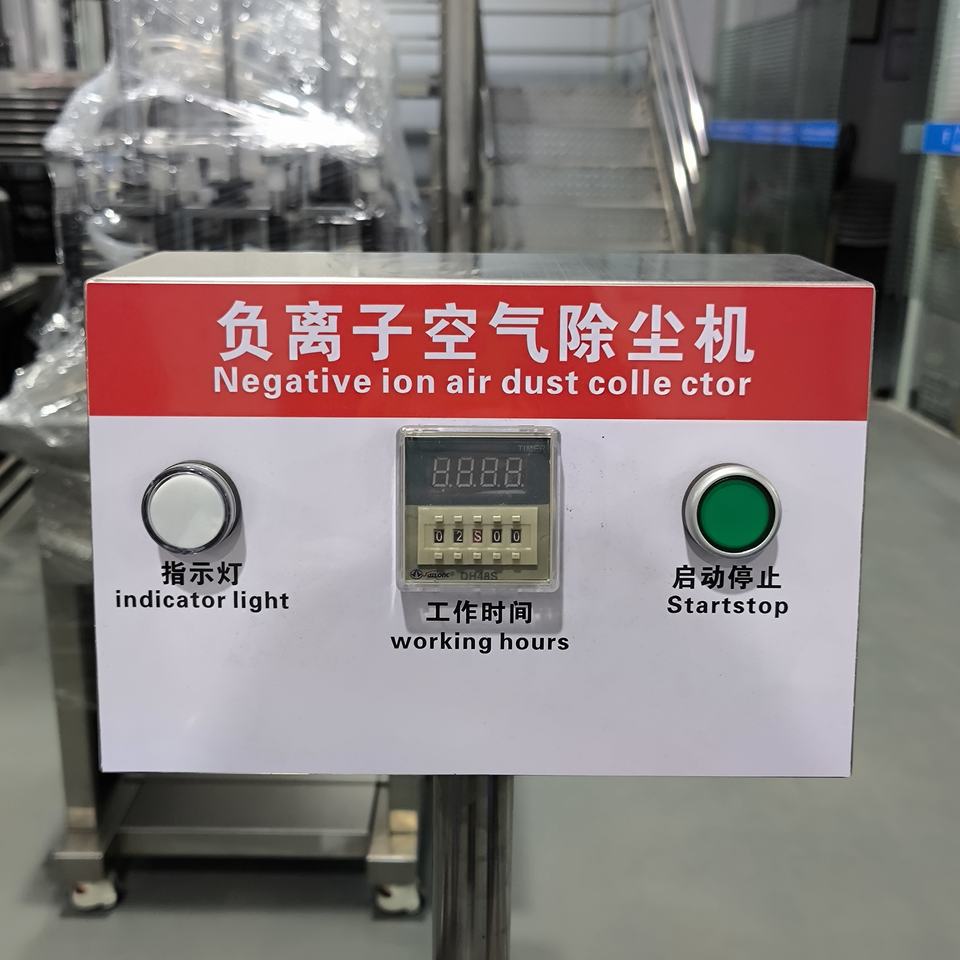 负离子空气除尘机
Negative ion air dust colle ctor
TIMER
8.8.8.8.
0 2 S 0 0
DH48S
指示灯
indicator light
工作时间
working hours
启动停止
Startstop